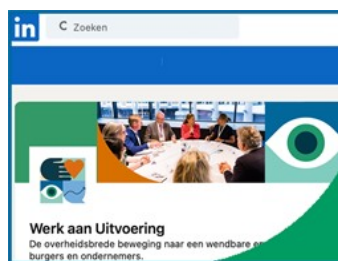 in
Zoeken
Werk aan Uitvoering
De overheidsbrede beweging naar een wendbare
burgers en ondernemers.